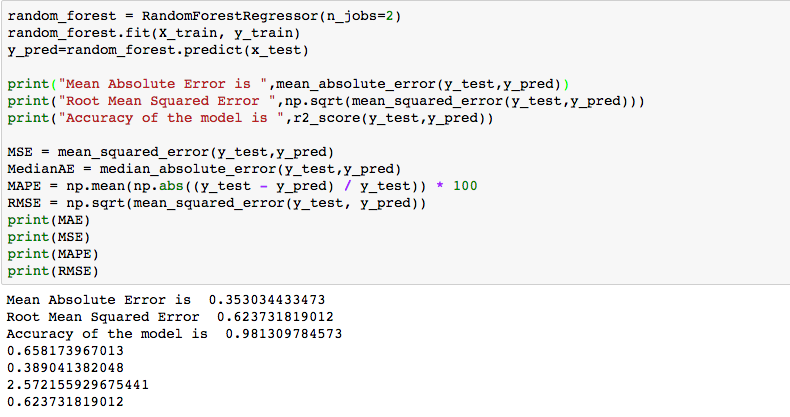 random_forest = RandomForestRegressor(n_jobs=2)
random_forest.fit(X_train, y_train)
y_pred=random_forest.predict(x_test)
print("Mean Absolute Error is ",mean_absolute_error(y_test,y_pred))
print("Root Mean Squared Error ",np.sqrt(mean_squared_error(y_test,y_pred)))
print("Accuracy of the model is ",r2_score(y_test,y_pred))
MSE = mean_squared_error(y_test,y_pred)
MedianAE = median_absolute_error(y_test,y_pred)
MAPE = np.mean(np.abs((y_test - y_pred) / y_test)) * 100
RMSE = np.sqrt(mean_squared_error(y_test, y_pred))
print(MAE)
print(MSE)
print(MAPE)
print(RMSE)
Mean Absolute Error is  0.353034433473
Root Mean Squared Error  0.623731819012
Accuracy of the model is  0.981309784573
0.658173967013
0.389041382048
2.572155929675441
0.623731819012